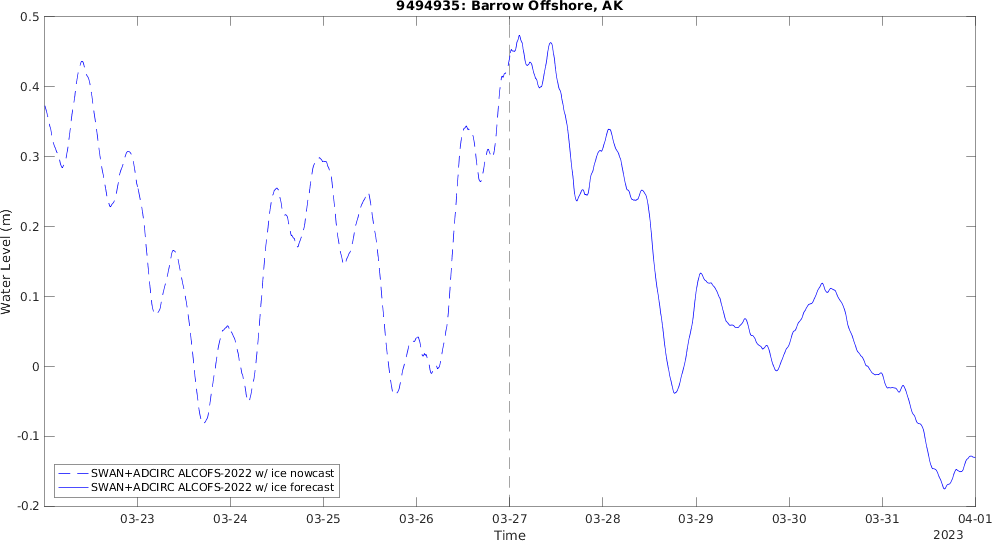 9494935: Barrow Offshore, AK
0.5
0.4
0.3
0.2
0.1
0
-0.1
-0.2
Water Level (m)
SWAN+ADCIRC ALCOFS-2022 w/ ice nowcast
SWAN+ADCIRC ALCOFS-2022 w/ ice forecast
03-23 03-24 03-25 03-26 03-27 03-28 03-29 03-30 03-31 04-01
Time
2023